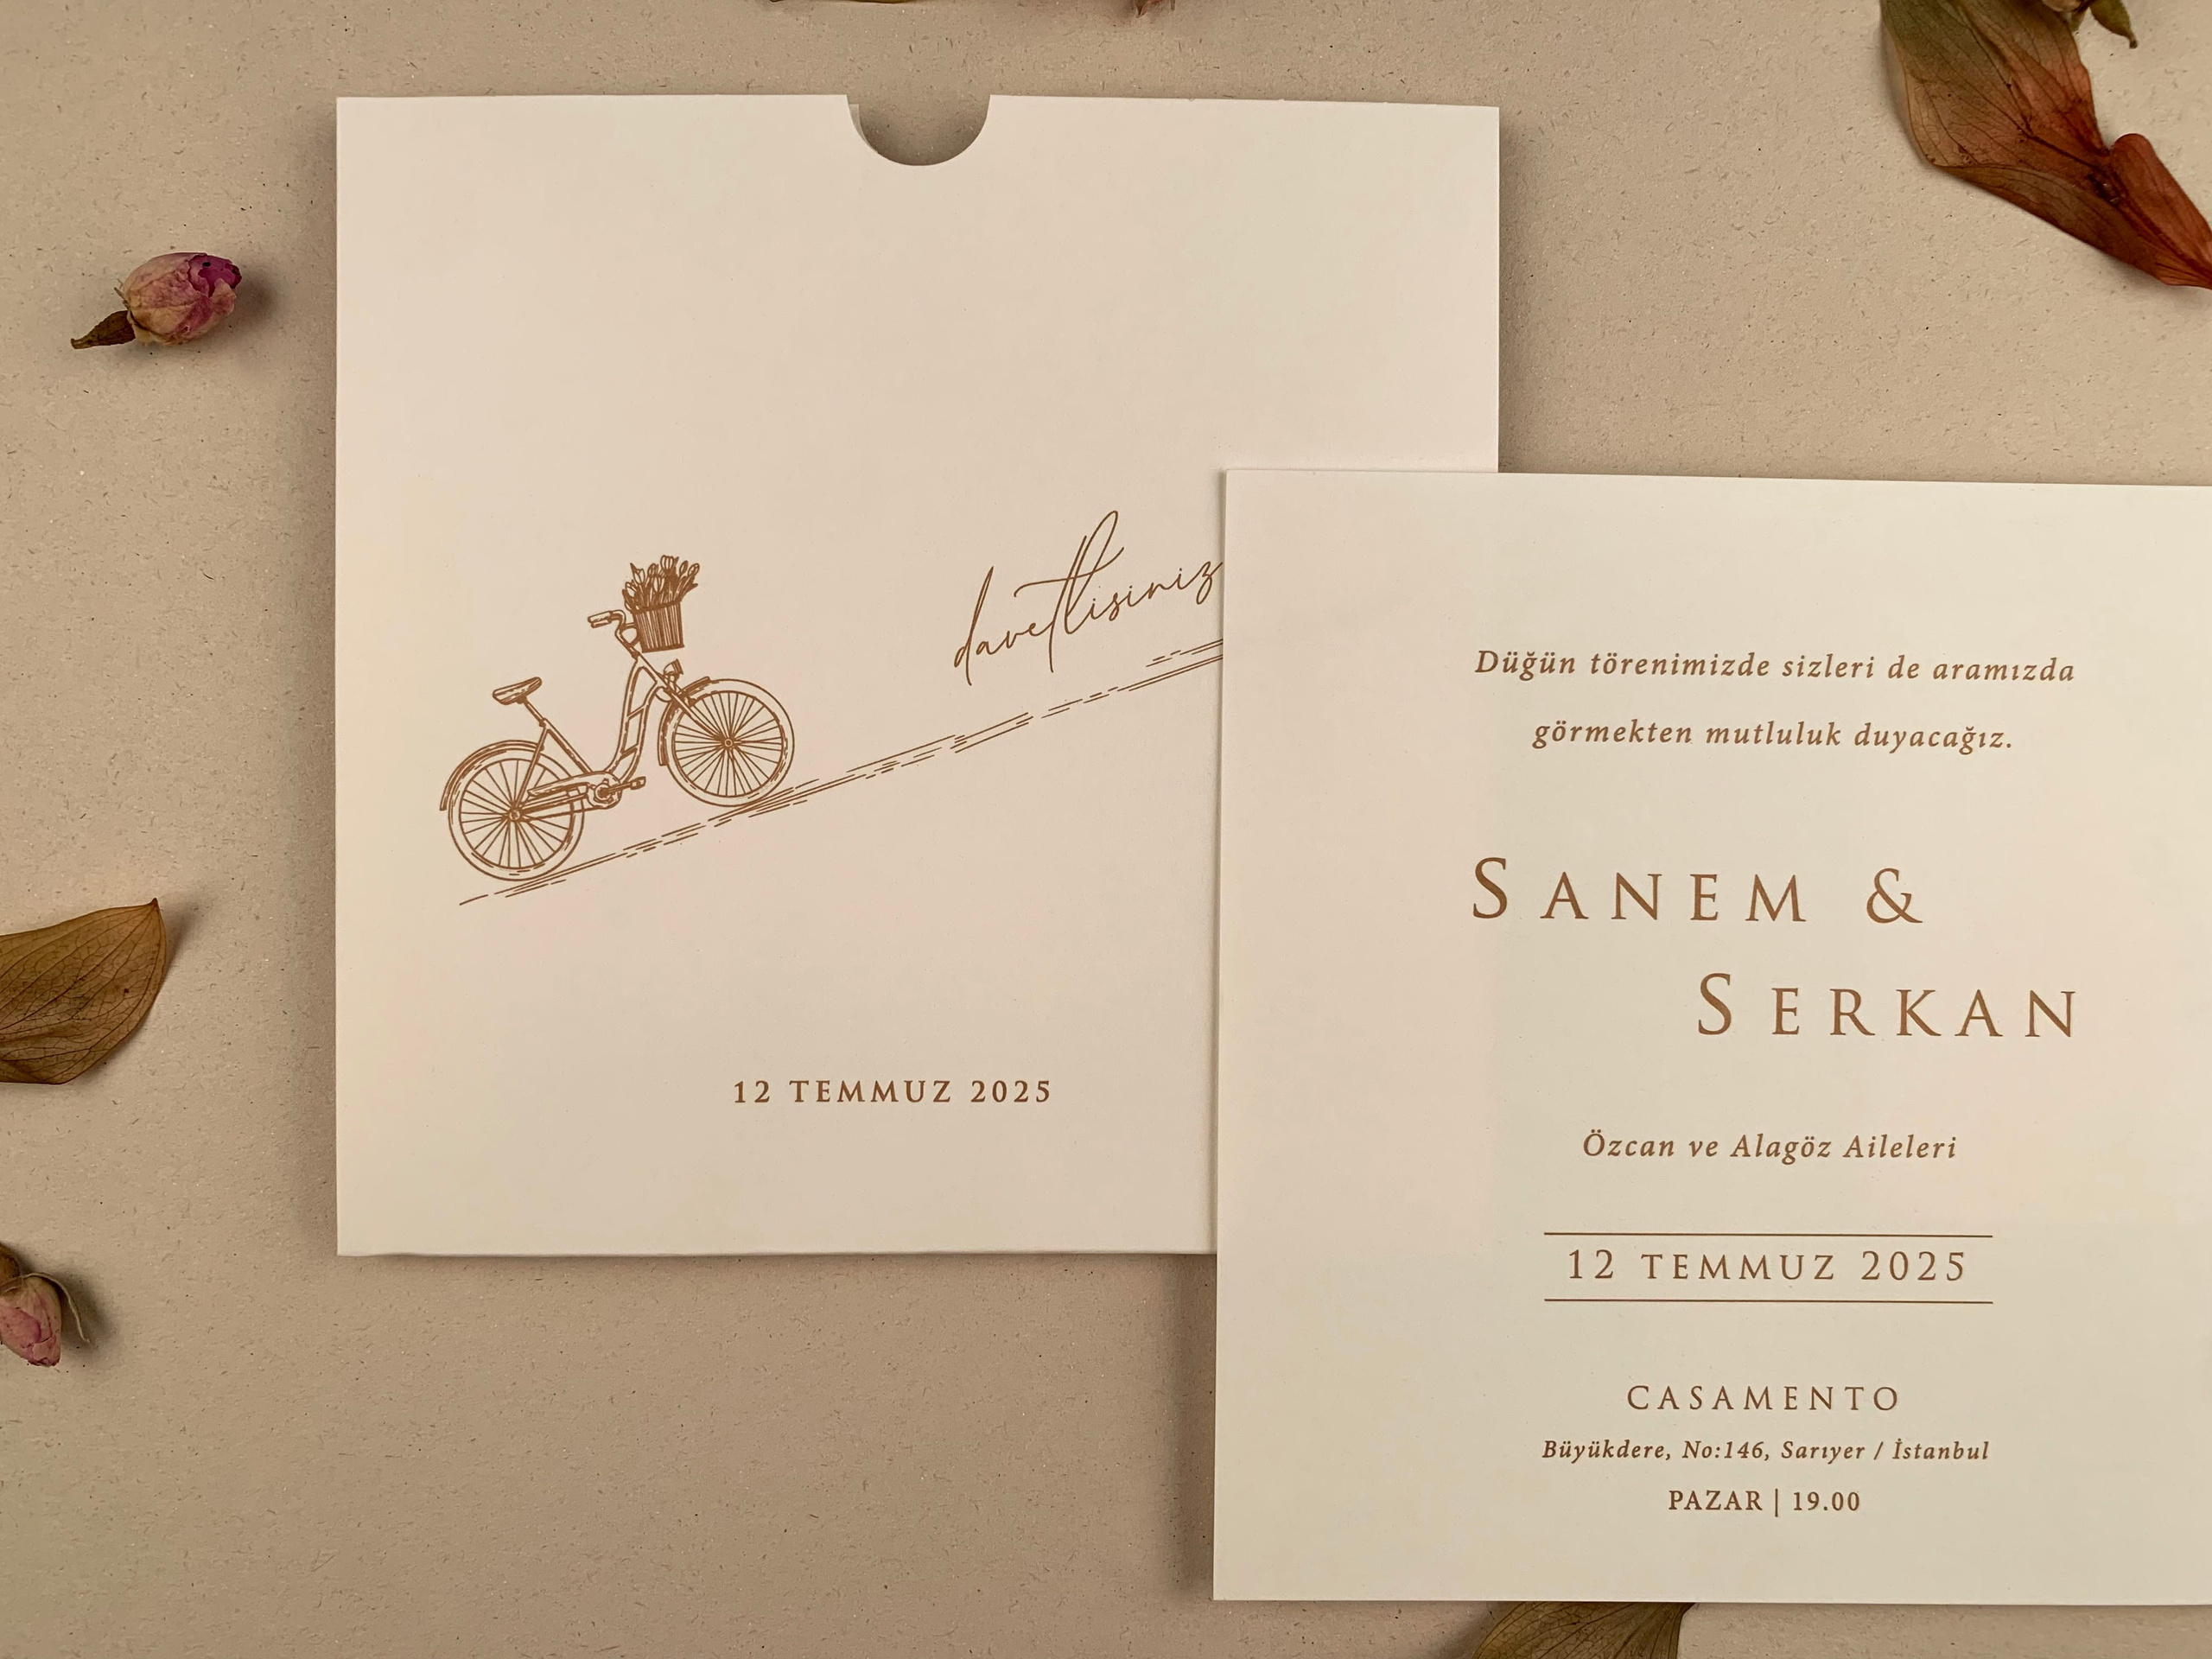 davetlisiniz
12 TEMMUZ 2025
Düğün törenimizde sizleri de aramızda
görmekten mutluluk duyacağız.
SANEM &
SERKAN
Özcan ve Alagöz Aileleri
12 TEMMUZ 2025
CASAMENTO
Büyükdere, No:146, Sarıyer / İstanbul
PAZAR | 19.00